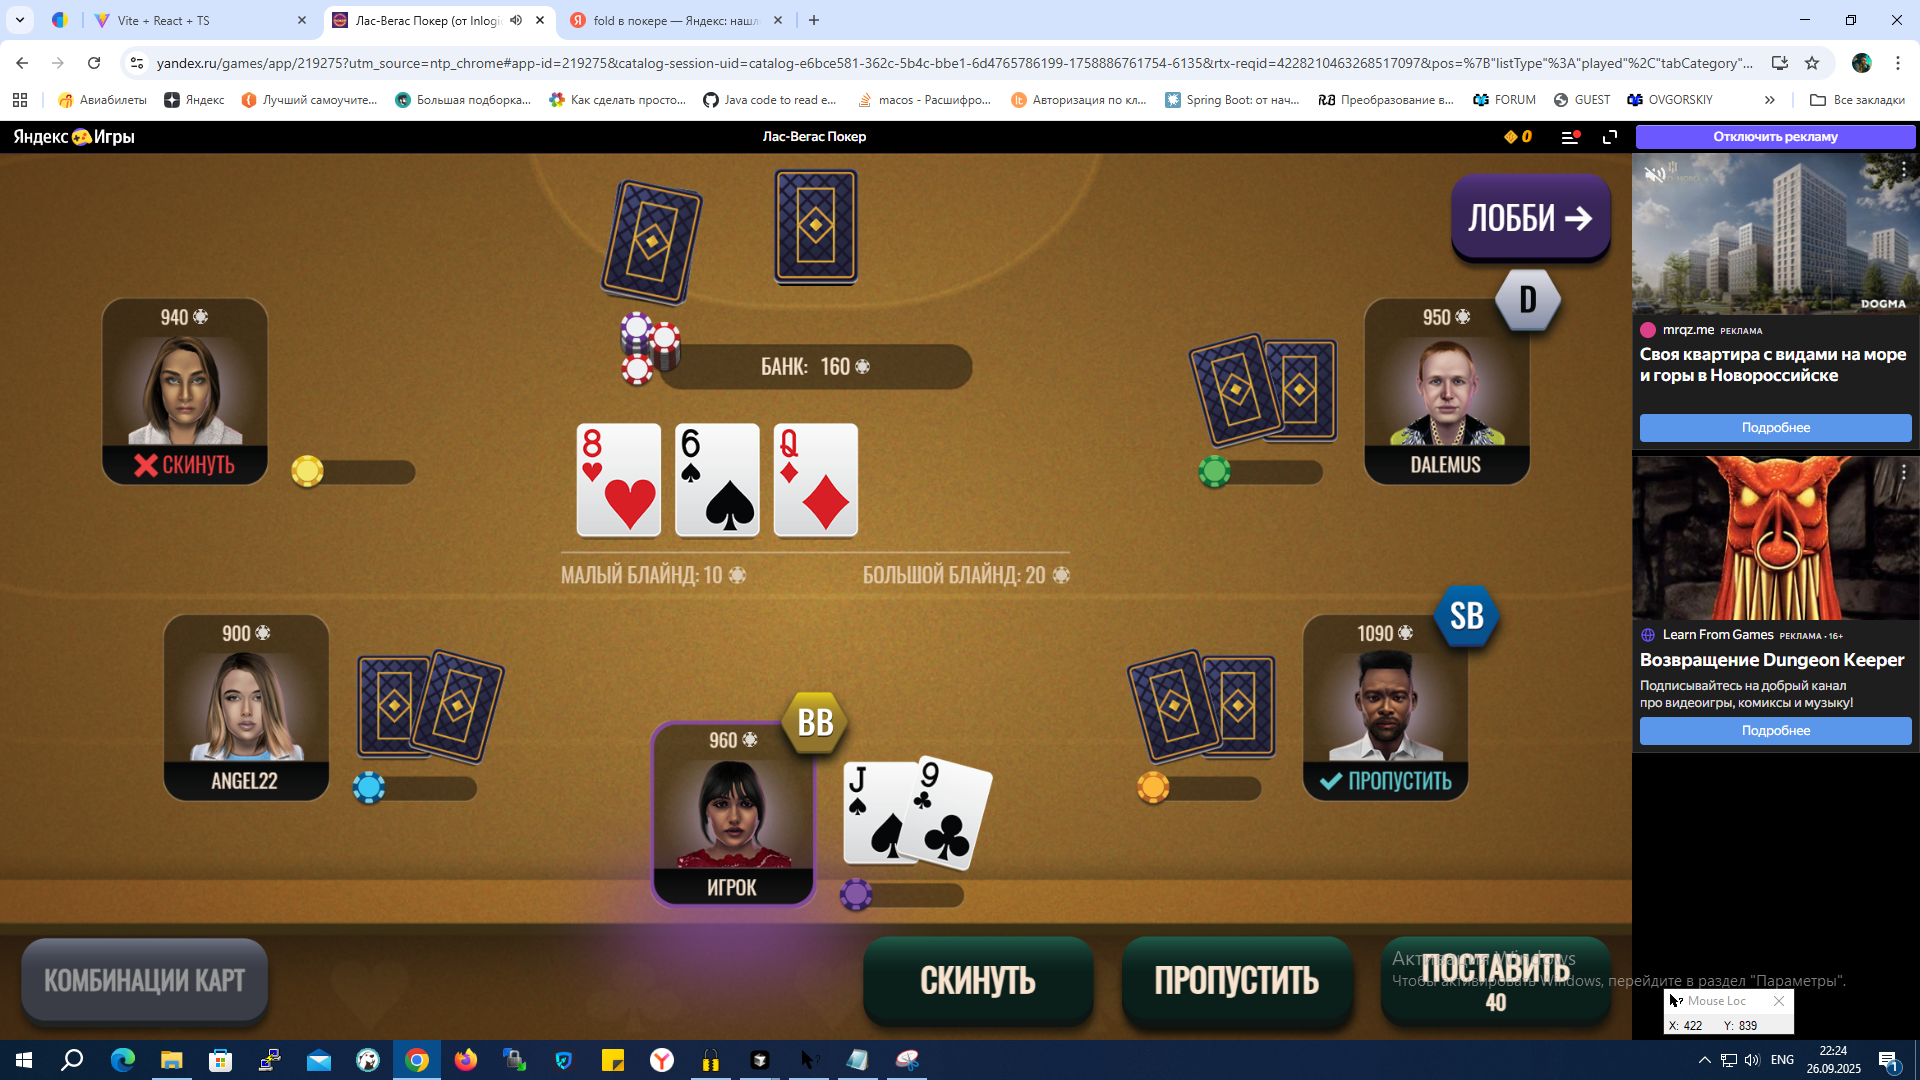 Vite + React + TS
Лас-Вегас Покер (от Inlogi
fold в покере — Яндекс: наш
yandex.ru/games/app/219275?utm_source=ntp_chrome#app-id=219275&catalog-session-uid=catalog-e6bce581-362c-5b4c-bbe1-6d4765786199-1758886761754-6135&rtx-reqid=4228210463268517097&pos=%7B"listType"%3A"played"%2C"tabCategory"...
Авиабилеты
Яндекс
Лучший самоучите...
Большая подборка...
Как сделать просто...
Java code to read e...
macos - Расшифро...
Авторизация по кл...
Spring Boot: от нач...
Преобразование в...
FORUM
GUEST
OVGORSKIY
Все закладки
Яндекс Игры
Лас-Вегас Покер
0
Отключить рекламу
ЛОББИ
DOGMA
940
D
950
mrqz.me РЕКЛАМА
Своя квартира с видами на море
и горы в Новороссийске
БАНК: 160
Подробнее
8
6
Q
СКИНУТЬ
DALEMUS
МАЛЫЙ БЛАЙНД: 10
БОЛЬШОЙ БЛАЙНД: 20
SB
900
1090
Learn From Games РЕКЛАМА • 16+
Возвращение Dungeon Keeper
Подписывайтесь на добрый канал
про видеоигры, комиксы и музыку!
Подробнее
BB
960
J
9
ANGEL22
ПРОПУСТИТЬ
ИГРОК
КОМБИНАЦИИ КАРТ
СКИНУТЬ
ПРОПУСТИТЬ
ПОСТАВИТЬ
40
Активация Windows
Чтобы активировать Windows, перейдите в раздел "Параметры".
Mouse Loc
X: 422 Y: 839
ENG
22:24
26.09.2025
1